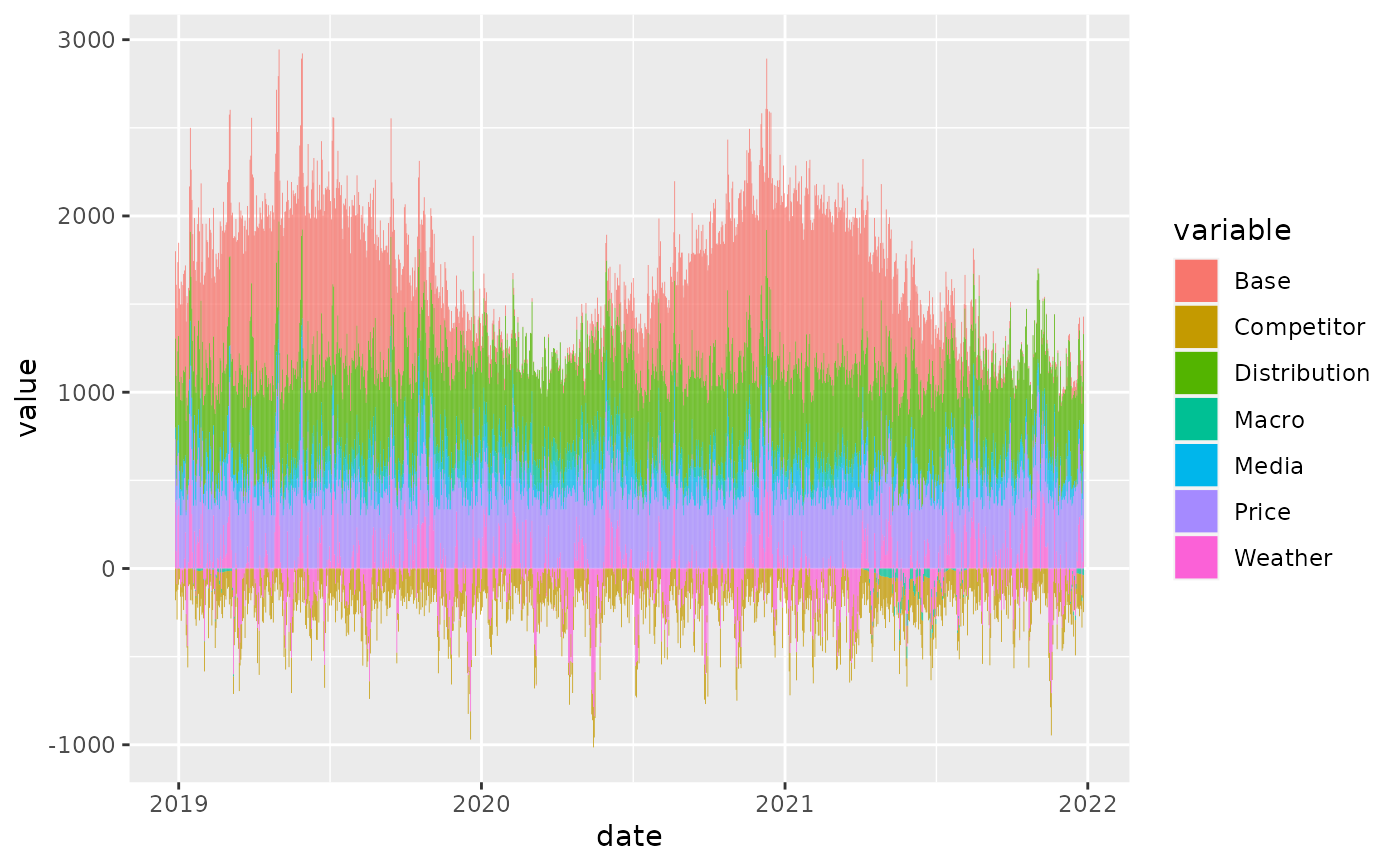 3000
2000
1000
0
-1000
value
2019 2020 2021 2022
date
variable
Base
Competitor
Distribution
Macro
Media
Price
Weather